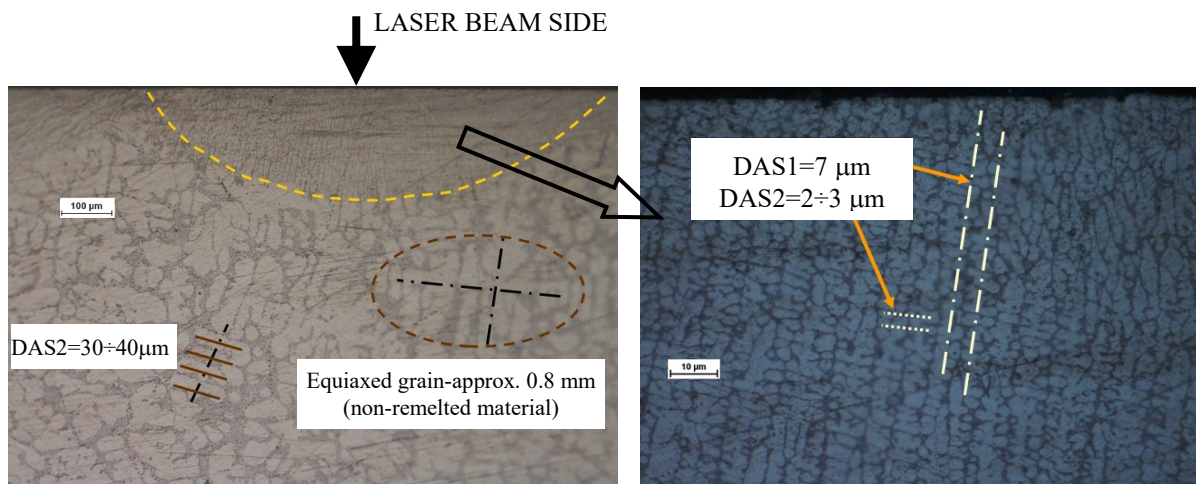 LASER BEAM SIDE
100 µm
DAS2=30÷40µm
Equiaxed grain-approx. 0.8 mm
(non-remelted material)
DAS1=7 µm
DAS2=2÷3 µm
10 µm